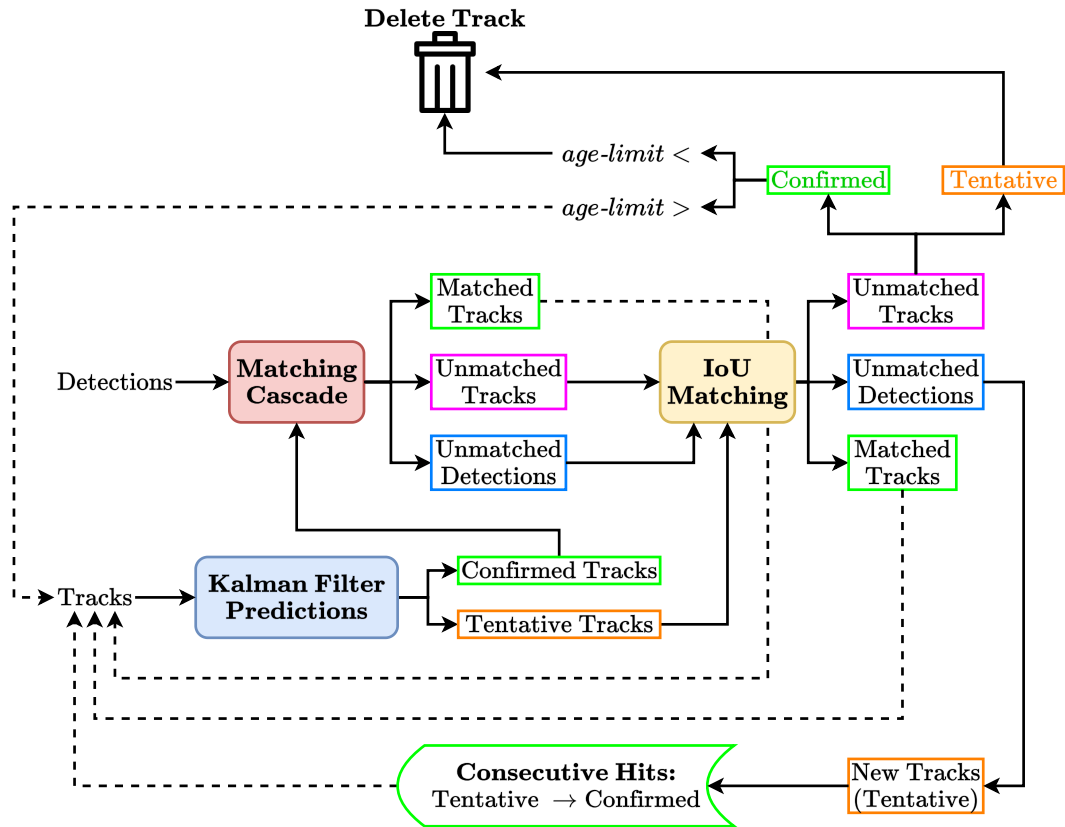 Delete Track
age-limit <
Confirmed
Tentative
age-limit >
Matched
Tracks
Unmatched
Tracks
Detections
Matching
Cascade
Unmatched
Tracks
IoU
Matching
Unmatched
Detections
Unmatched
Detections
Matched
Tracks
Tracks
Kalman Filter
Predictions
Confirmed Tracks
Tentative Tracks
Consecutive Hits:
Tentative → Confirmed
New Tracks
(Tentative)